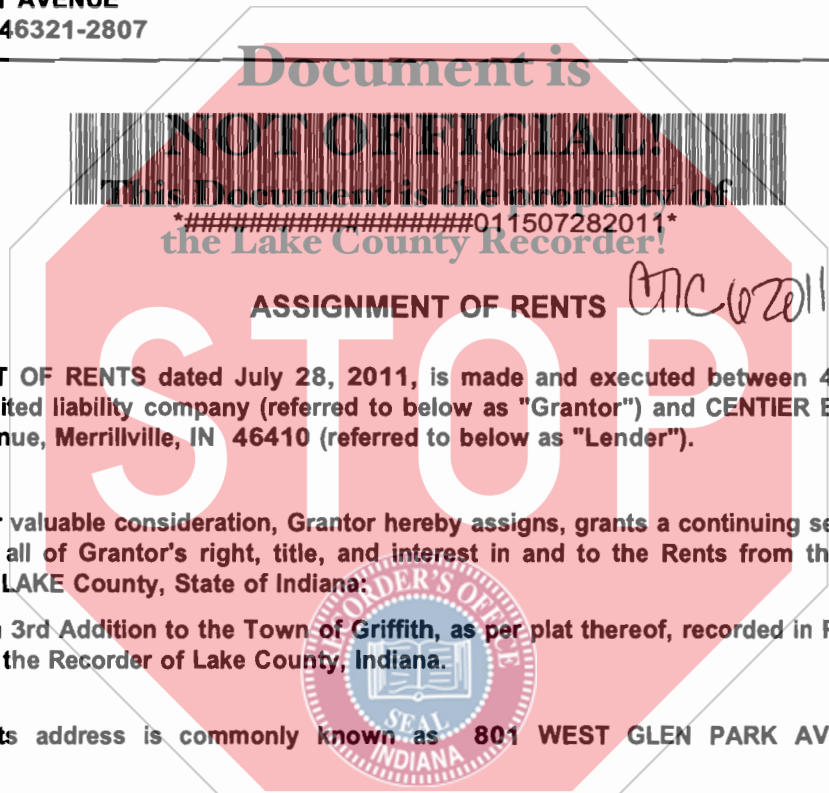 AVENUE
46321-2807
Document is
NOT OFFICIAL!
This Document is the property of
*###################011507282011*
the Lake County Recorder!
ASSIGNMENT OF RENTS
T OF RENTS dated July 28, 2011, is made and executed between 4
ited liability company (referred to below as "Grantor") and CENTIER B
nue, Merrillville, IN 46410 (referred to below as "Lender").
STOP
r valuable consideration, Grantor hereby assigns, grants a continuing se
all of Grantor's right, title, and interest in and to the Rents from th
LAKE County, State of Indiana:
3rd Addition to the Town of Griffith, as per plat thereof, recorded in P
the Recorder of Lake County, Indiana.
RECORDER'S OFFICE
SEAL
INDIANA
ts address is commonly known as 801 WEST GLEN PARK AV